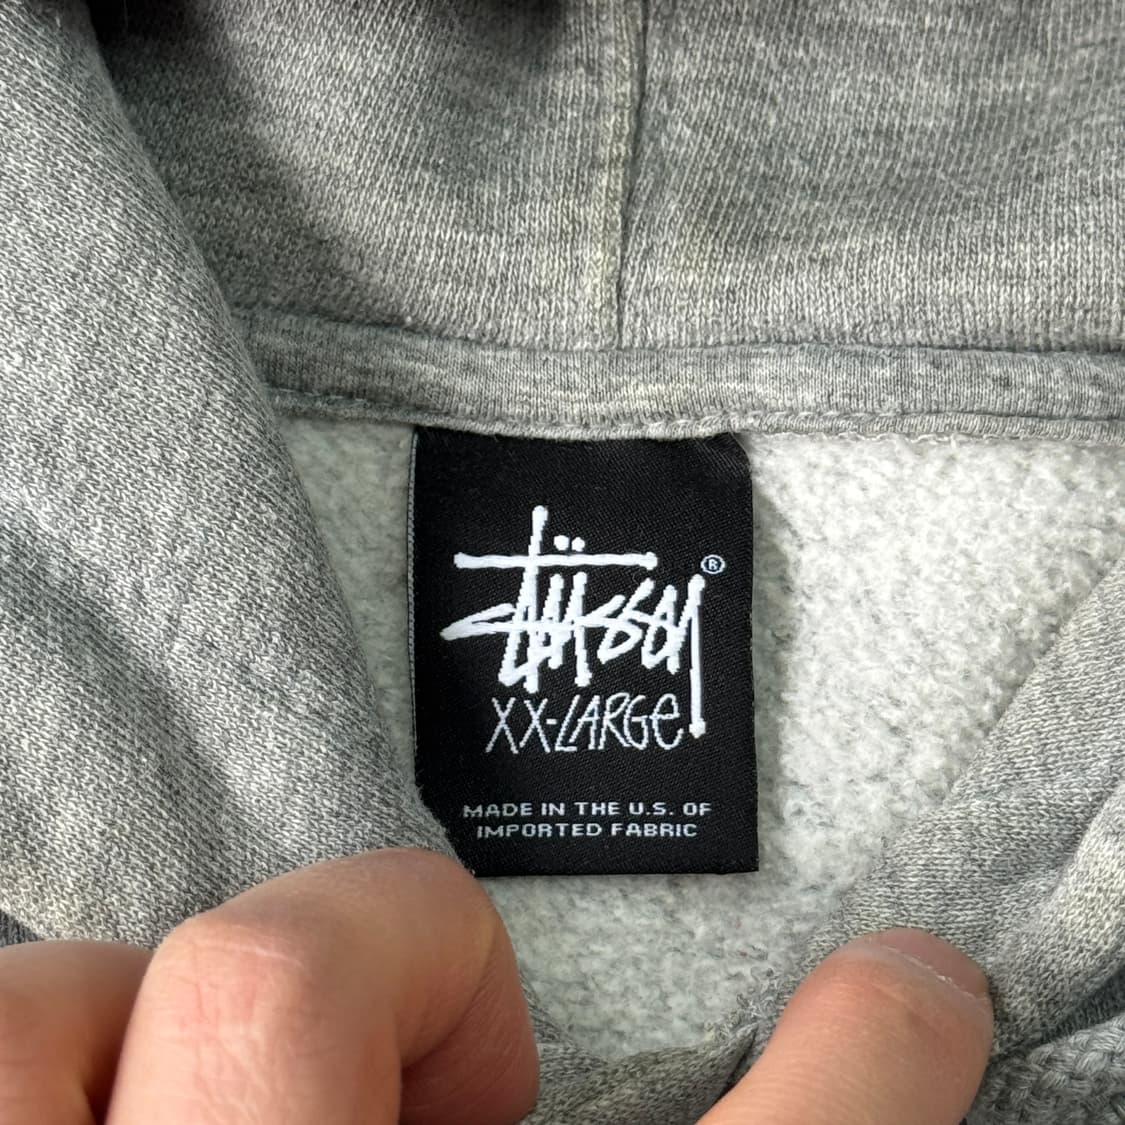 Stüssy ®
XX-LARGe
MADE IN THE U.S. OF
IMPORTED FABRIC